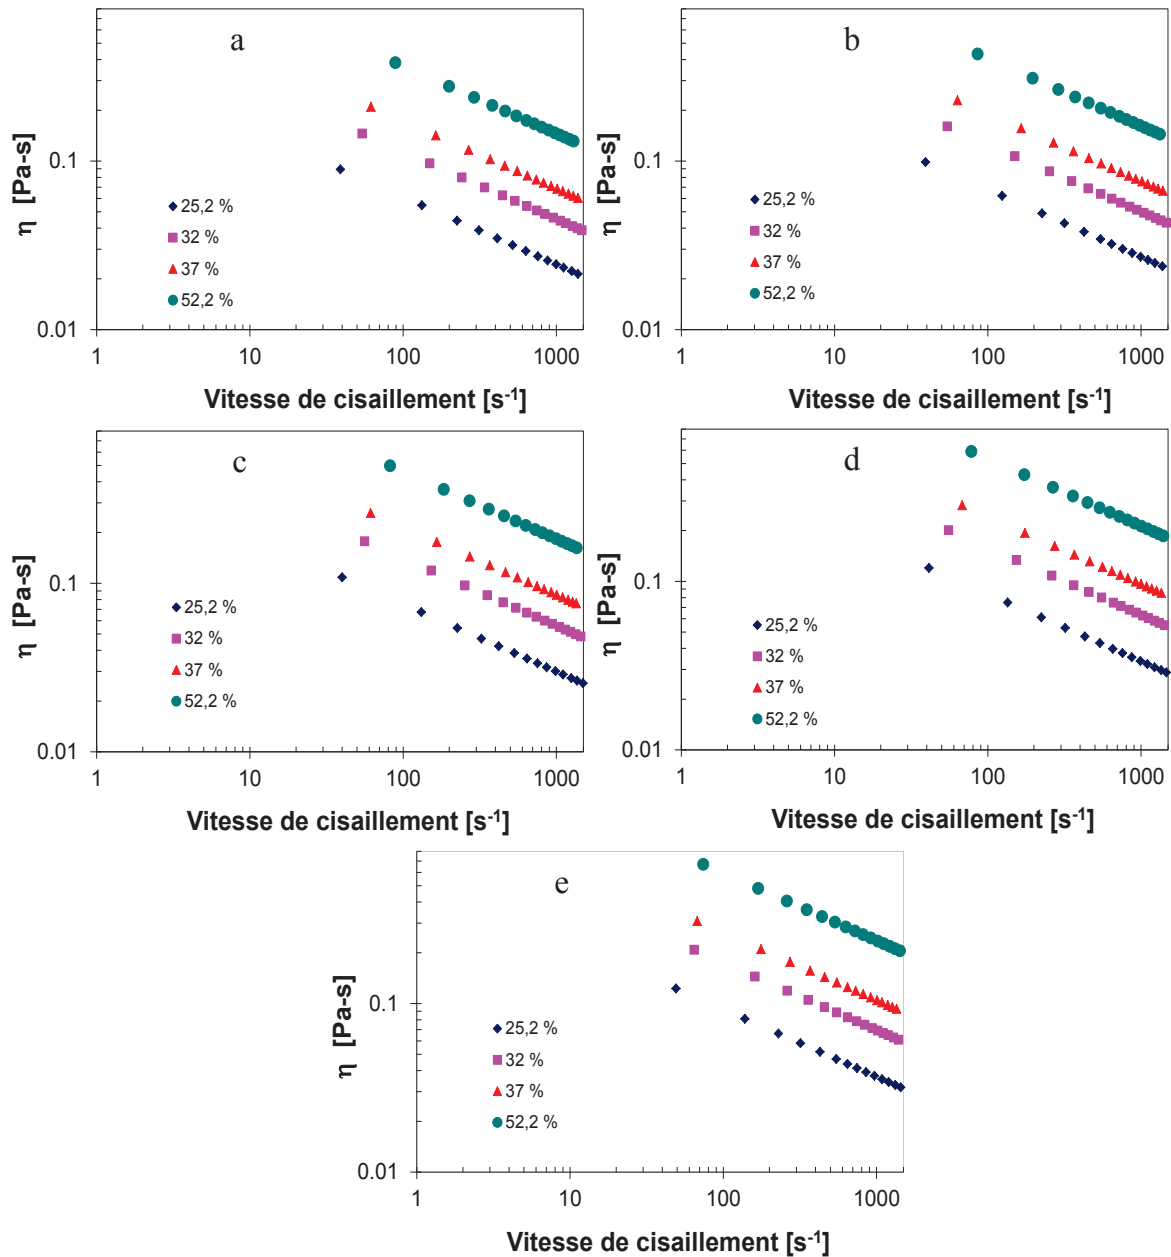 a
η [Pa-s]
0.1
0.01
25,2 %
32 %
37 %
52,2 %
1 10 100 1000
Vitesse de cisaillement [s-1]
b
η [Pa-s]
0.1
0.01
25,2 %
32 %
37 %
52,2 %
1 10 100 1000
Vitesse de cisaillement [s-1]
c
η [Pa-s]
0.1
0.01
25,2 %
32 %
37 %
52,2 %
1 10 100 1000
Vitesse de cisaillement [s-1]
d
η [Pa-s]
0.1
0.01
25,2 %
32 %
37 %
52,2 %
1 10 100 1000
Vitesse de cisaillement [s-1]
e
η [Pa-s]
0.1
0.01
25,2 %
32 %
37 %
52,2 %
1 10 100 1000
Vitesse de cisaillement [s-1]